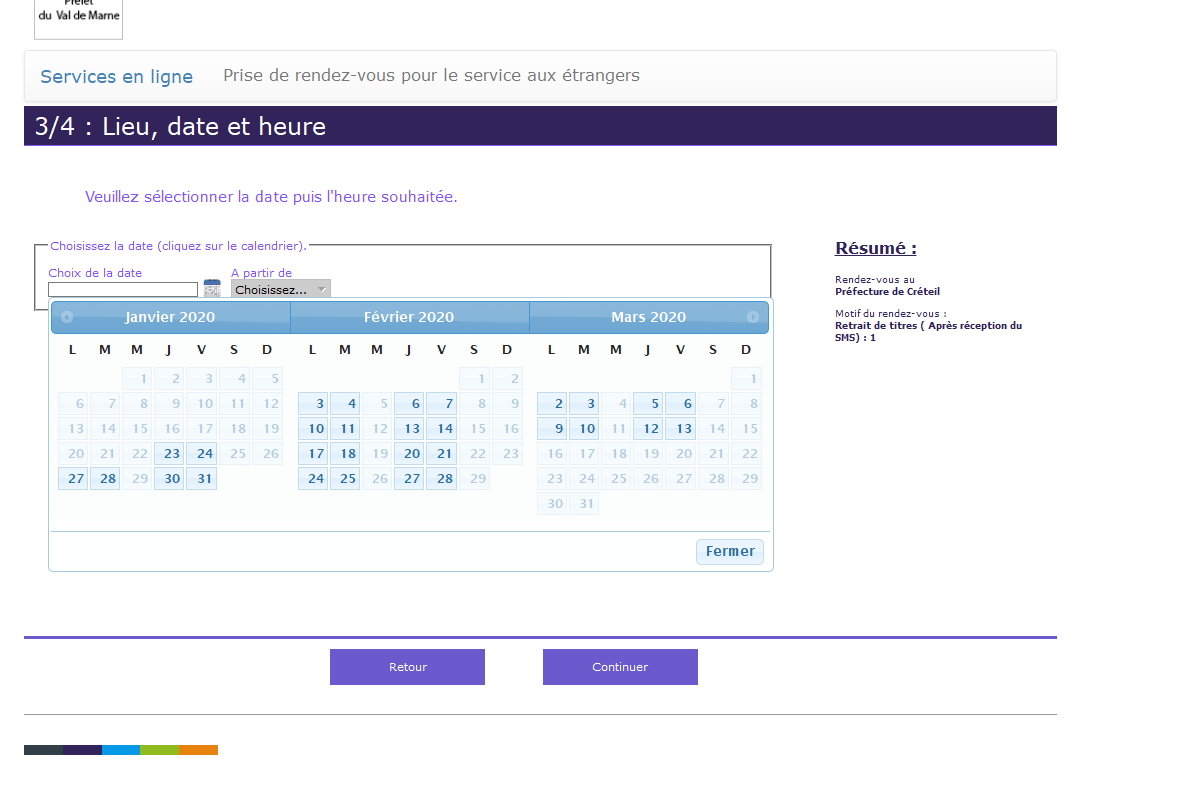 Préfet
du Val de Marne
Services en ligne Prise de rendez-vous pour le service aux étrangers
3/4 : Lieu, date et heure
Veuillez sélectionner la date puis l'heure souhaitée.
Choisissez la date (cliquez sur le calendrier).
Choix de la date A partir de
Choisissez...
Janvier 2020 Février 2020 Mars 2020
L M M J V S D L M M J V S D L M M J V S D
1 2 3 4 5 1 2 1
6 7 8 9 10 11 12 3 4 5 6 7 8 9 2 3 4 5 6 7 8
13 14 15 16 17 18 19 10 11 12 13 14 15 16 9 10 11 12 13 14 15
20 21 22 23 24 25 26 17 18 19 20 21 22 23 16 17 18 19 20 21 22
27 28 29 30 31 24 25 26 27 28 29 23 24 25 26 27 28 29
30 31
Fermer
Résumé :
Rendez-vous au
Préfecture de Créteil
Motif du rendez-vous :
Retrait de titres ( Après réception du
SMS) : 1
Retour Continuer